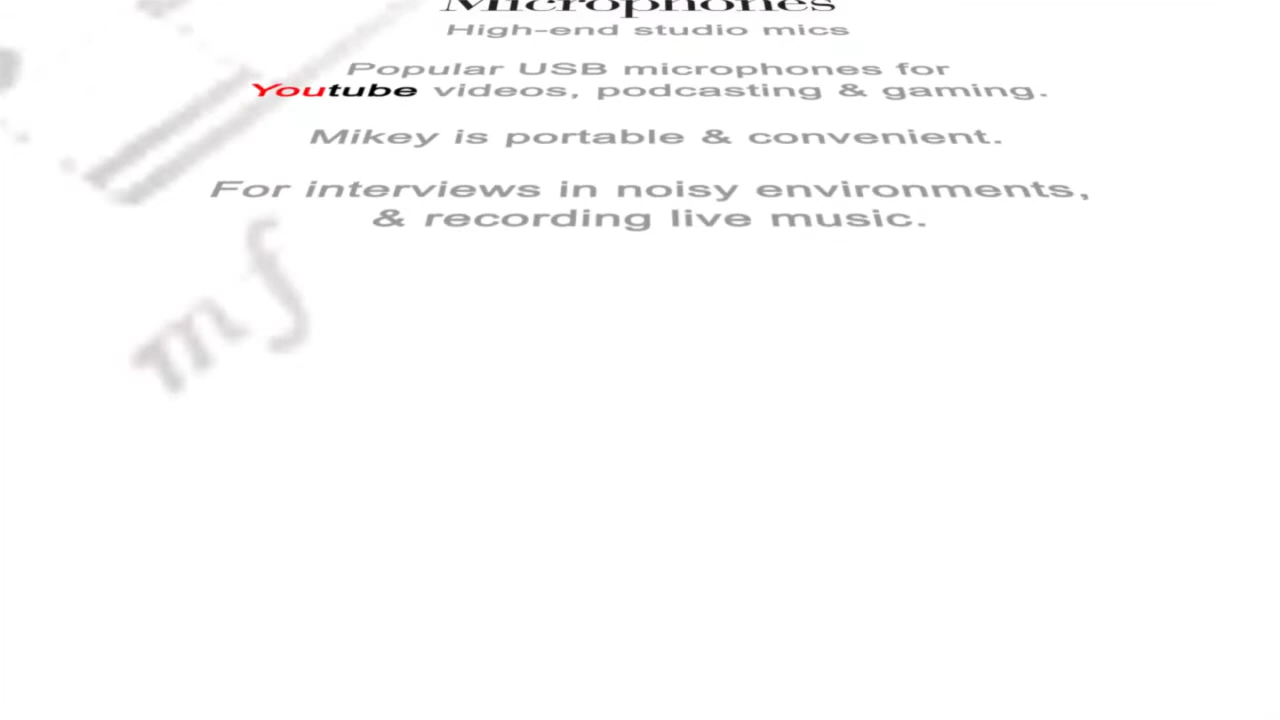 Microphones
High-end studio mics
Popular USB microphones for
Youtube videos, podcasting & gaming.
Mikey is portable & convenient.
For interviews in noisy environments,
& recording live music.
mf